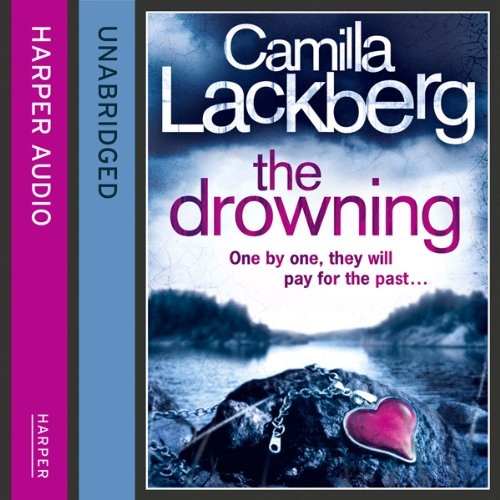 HARPER AUDIO
HARPER
UNABRIDGED
Camilla
Lackberg
the
drowning
One by one, they will
pay for the past...